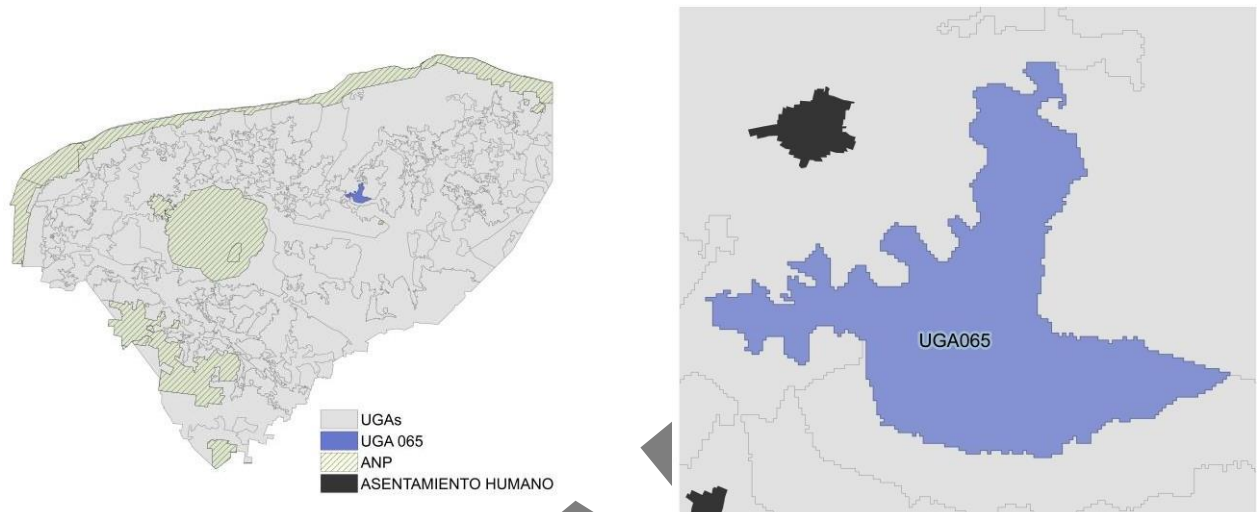 UGAs
UGA 065
ANP
ASENTAMIENTO HUMANO
UGA065